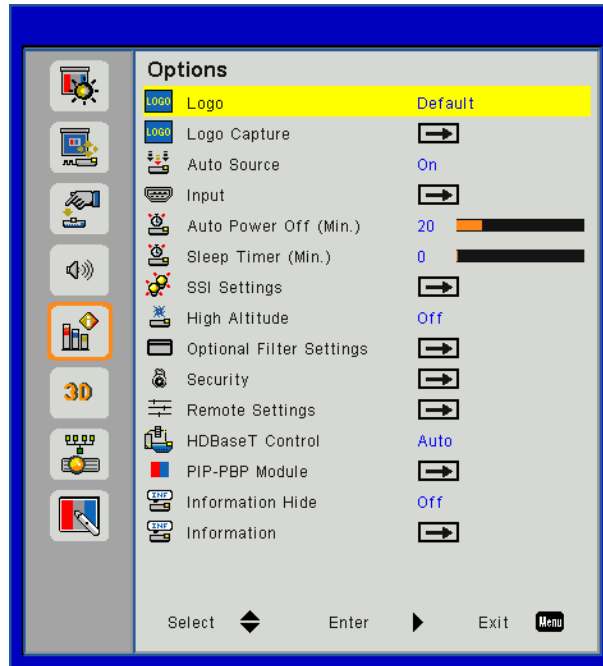 Options
LOGO Logo Default
LOGO Logo Capture
Auto Source On
Input
Auto Power Off (Min.) 20
Sleep Timer (Min.) 0
SSI Settings
High Altitude Off
Optional Filter Settings
Security
3D
Remote Settings
HDBaseT Control Auto
PIP-PBP Module
INF Information Hide Off
INF Information
Select Enter Exit Menu